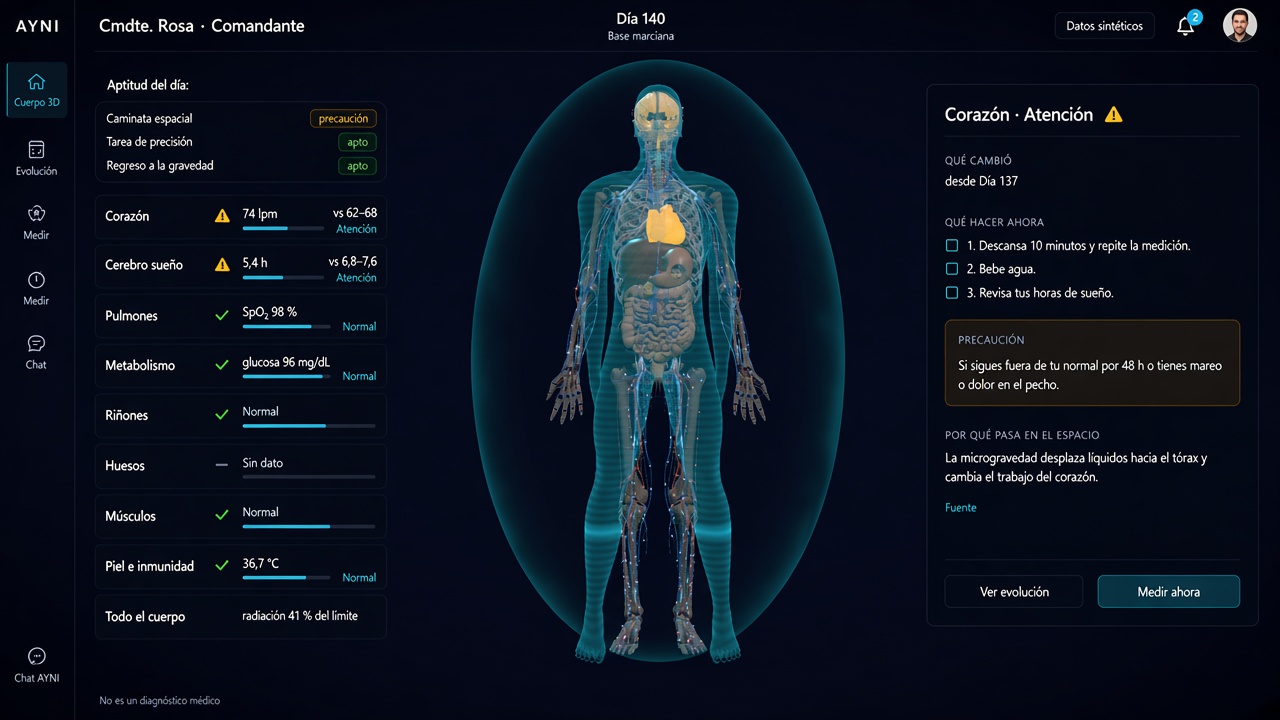 AYNI
Cmdte. Rosa · Comandante
Día 140
Base marciana
Datos sintéticos
2
Cuerpo 3D
Evolución
Medir
Medir
Chat
Chat AYNI
Aptitud del día:
Caminata espacial precaución
Tarea de precisión apto
Regreso a la gravedad apto
Corazón 74 lpm vs 62–68
Atención
Cerebro sueño 5,4 h vs 6,8–7,6
Atención
Pulmones SpO₂ 98 %
Normal
Metabolismo glucosa 96 mg/dL
Normal
Riñones Normal
Huesos Sin dato
Músculos Normal
Piel e inmunidad 36,7 °C
Normal
Todo el cuerpo radiación 41 % del límite
No es un diagnóstico médico
Corazón · Atención
QUÉ CAMBIÓ
desde Día 137
QUÉ HACER AHORA
1. Descansa 10 minutos y repite la medición.
2. Bebe agua.
3. Revisa tus horas de sueño.
PRECAUCIÓN
Si sigues fuera de tu normal por 48 h o tienes mareo
o dolor en el pecho.
POR QUÉ PASA EN EL ESPACIO
La microgravedad desplaza líquidos hacia el tórax y
cambia el trabajo del corazón.
Fuente
Ver evolución
Medir ahora